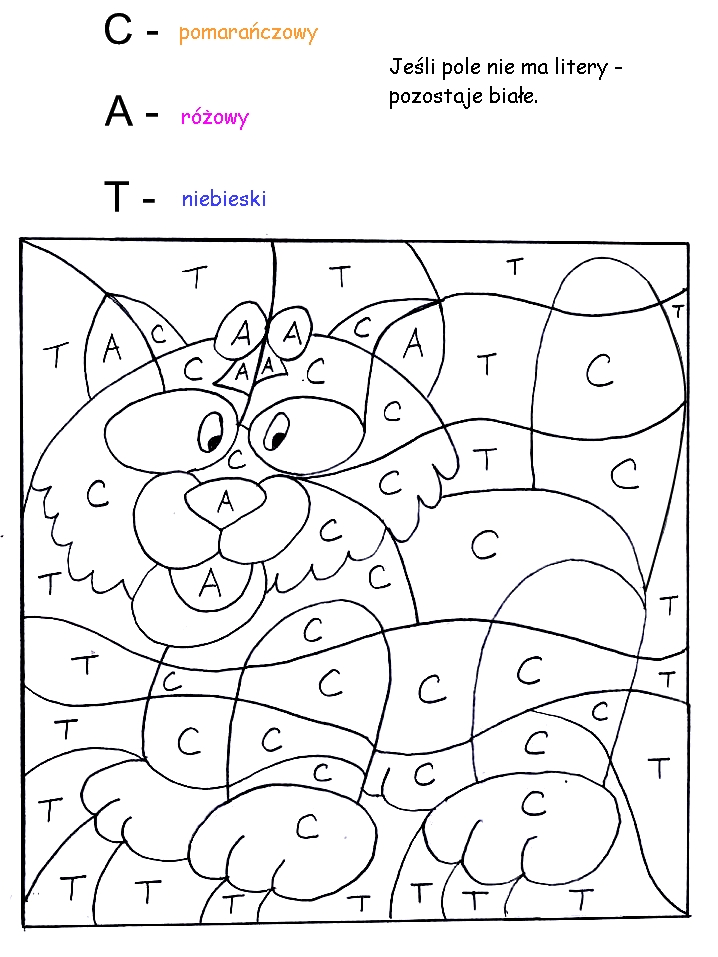 C - pomarańczowy
Jeśli pole nie ma litery -
pozostaje białe.
A - różowy
T - niebieski
T T T
T
T A C A A C A T C
C A A C
C
C T C
C C
A
C C
T A C T
C
T C C C C T
C
T C C C T
C C
T C C
T T T T T T T